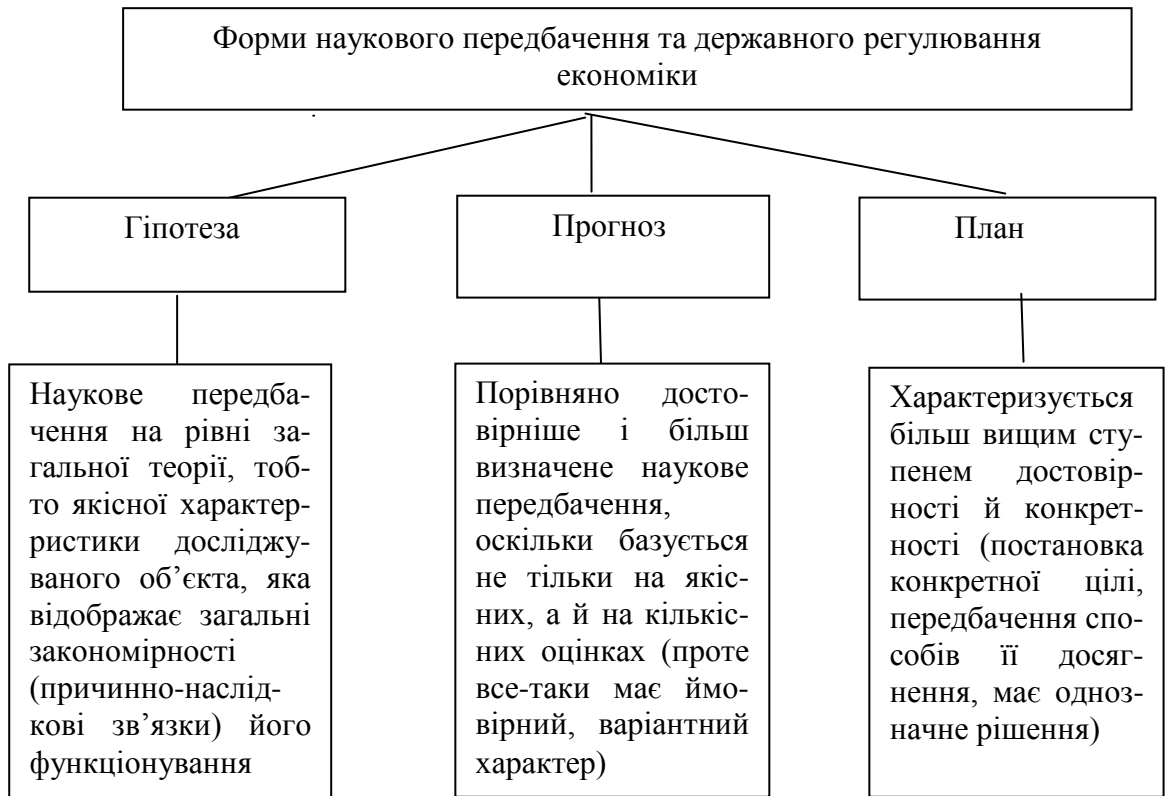 Форми наукового передбачення та державного регулювання
економіки
Гіпотеза
Прогноз
План
Наукове передба-
чення на рівні за-
гальної теорії, тоб-
то якісної характер-
ристики досліджу-
ваного об’єкта, яка
відображає загальні
закономірності
(причинно-наслід-
кові зв’язки) його
функціонування
Порівняно досто-
вірніше і більш
визначене наукове
передбачення,
оскільки базується
не тільки на якіс-
них, а й на кількіс-
них оцінках (проте
все-таки має ймо-
вірний, варіантний
характер)
Характеризується
більш вищим сту-
пенем достовір-
ності й конкрет-
ності (постановка
конкретної цілі,
передбачення спо-
собів її досяг-
нення, має одноз-
начне рішення)